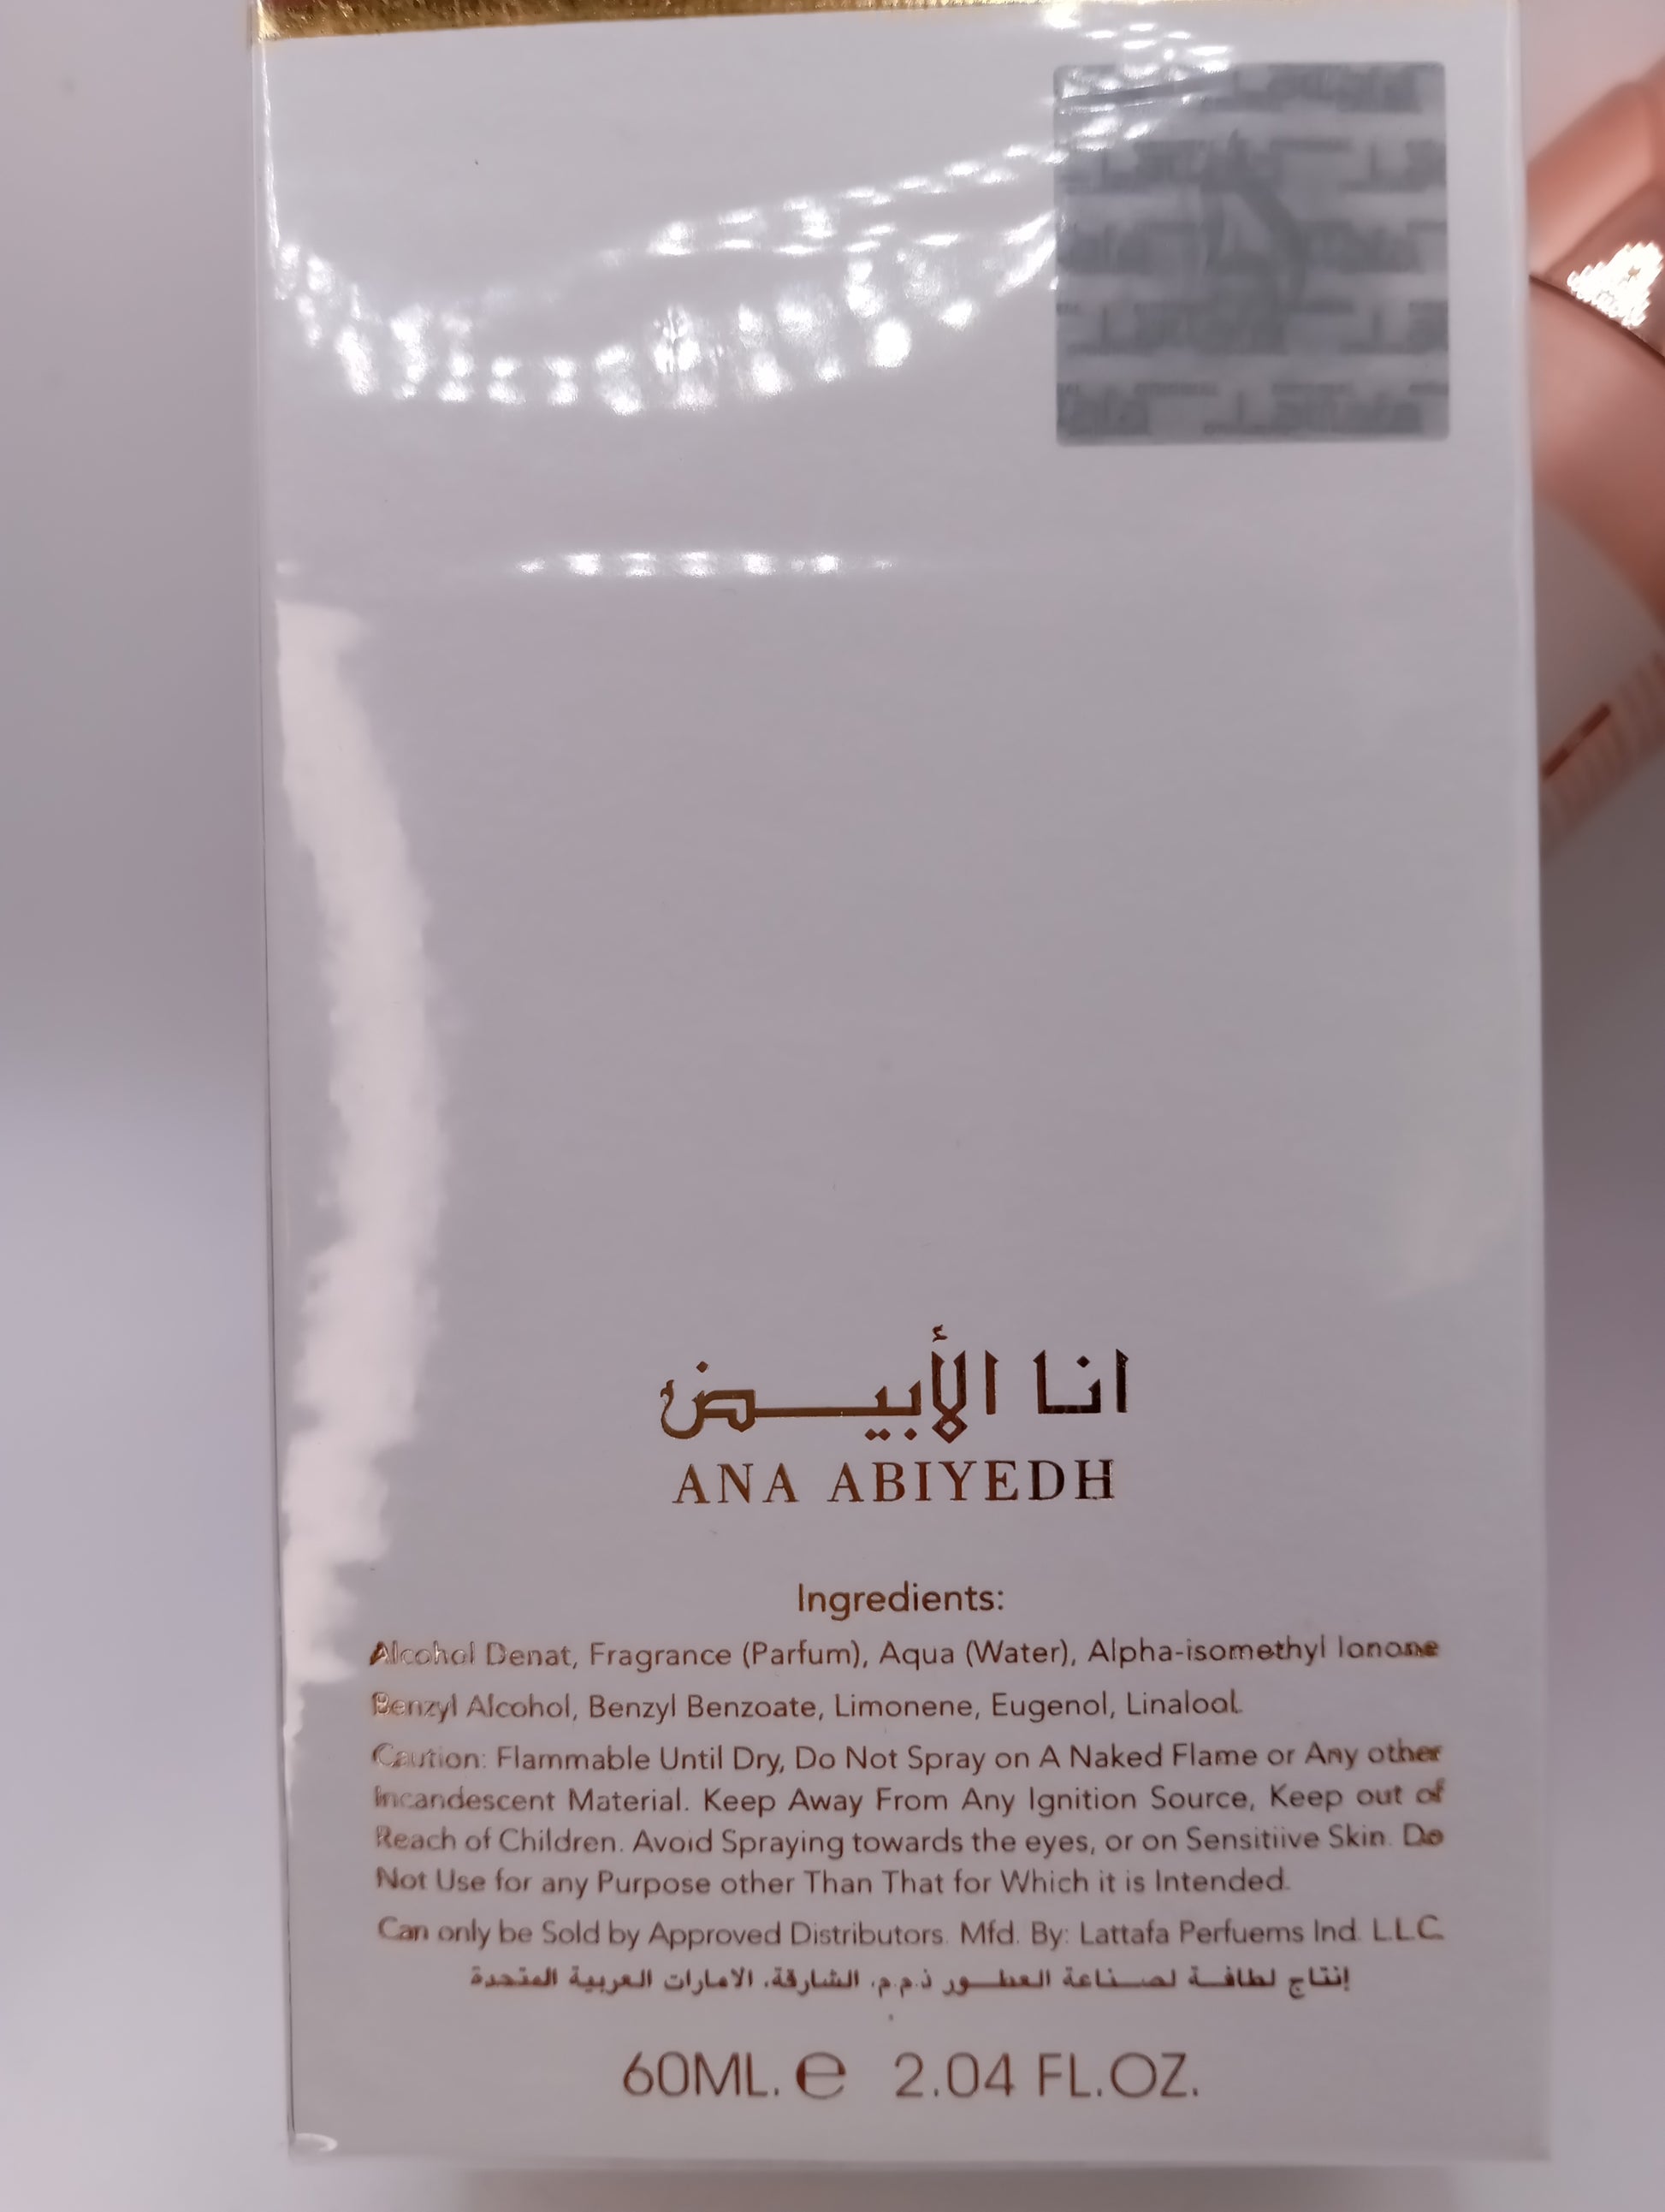 انا الأبيض
ANA ABIYEDH
Ingredients:
Alcohol Denat, Fragrance (Parfum), Aqua (Water), Alpha-isomethyl Ionone
Benzyl Alcohol, Benzyl Benzoate, Limonene, Eugenol, Linalool.
Caution: Flammable Until Dry, Do Not Spray on A Naked Flame or Any other
Incandescent Material. Keep Away From Any Ignition Source, Keep out of
Reach of Children. Avoid Spraying towards the eyes, or on Sensitiive Skin. Do
Not Use for any Purpose other Than That for Which it is Intended.
Can only be Sold by Approved Distributors. Mfd. By: Lattafa Perfuems Ind. L.L.C.
إنتاج لطافة لصناعة العطور ذ.م.م، الشارقة، الامارات العربية المتحدة
60ML. e 2.04 FL.OZ.